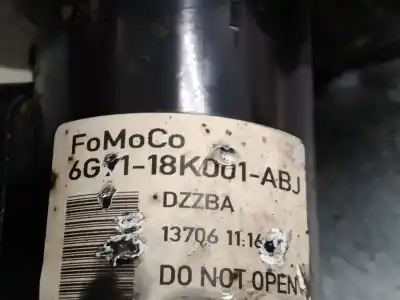 FoMoCo
6G91-18K001-ABJ
DZZBA
13706 11:16
DO NOT OPEN